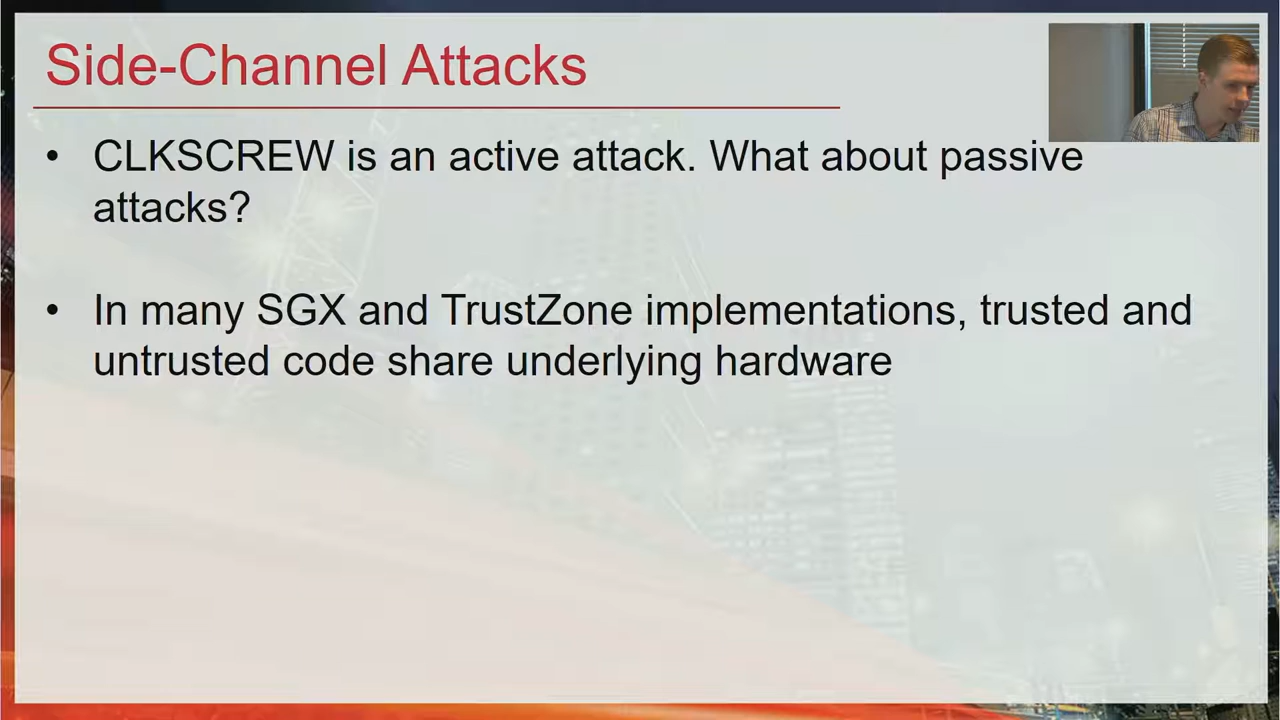 Side-Channel Attacks
• CLKSCREW is an active attack. What about passive
attacks?
• In many SGX and TrustZone implementations, trusted and
untrusted code share underlying hardware